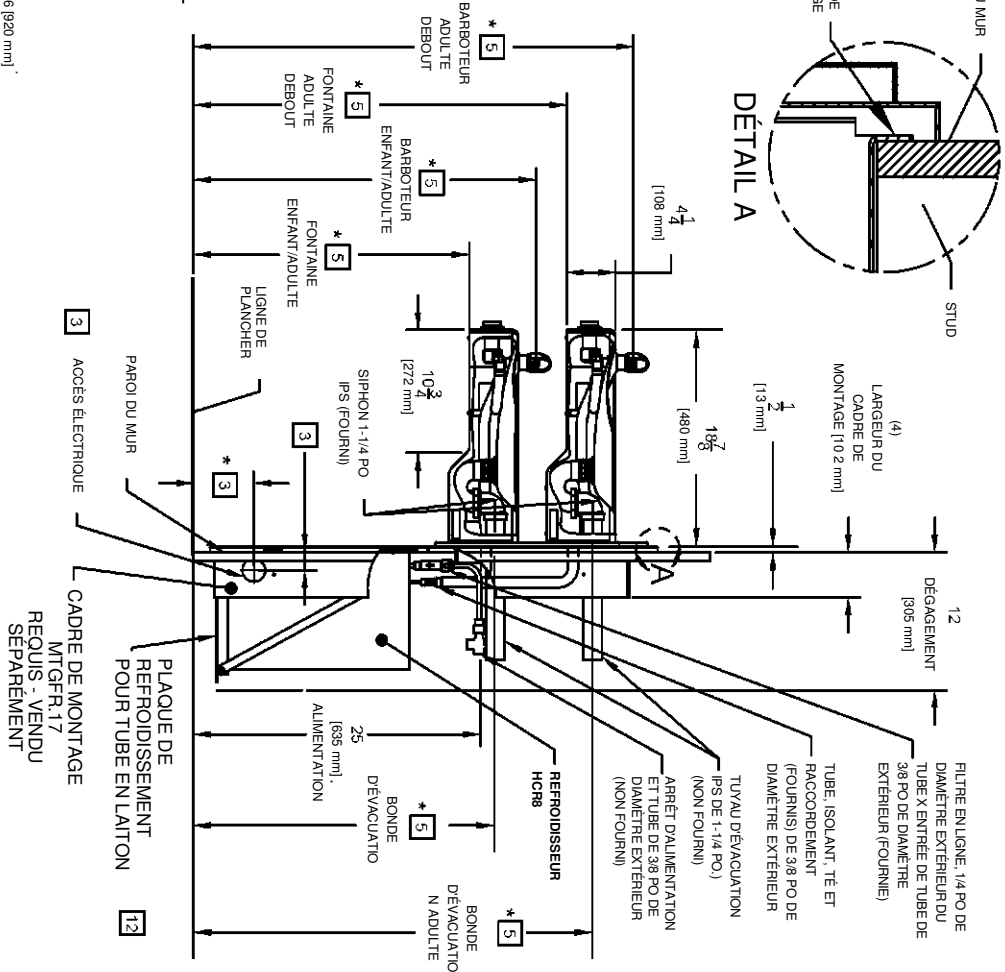 6 [920 mm].
U MUR
DE
GE
DÉTAIL A
STUD
* 5
BARBOTEUR
ADULTE
DEBOUT
* 5
FONTAINE
ADULTE
DEBOUT
* 5
BARBOTEUR
ENFANT/ADULTE
* 5
FONTAINE
ENFANT/ADULTE
4 1/4
[108 mm]
LIGNE DE
PLANCHER
10 3/4
[272 mm]
18 7/8
[480 mm]
1/2
[13 mm]
(4)
LARGEUR DU
CADRE DE
MONTAGE [10 2 mm]
12
DÉGAGEMENT
[305 mm]
SIPHON 1-1/4 PO
IPS (FOURNI)
3
* 3
A
PAROI DU MUR
3 ACCÈS ÉLECTRIQUE
CADRE DE MONTAGE
MTGFR.17
REQUIS - VENDU
SÉPARÉMENT
PLAQUE DE
REFROIDISSEMENT
POUR TUBE EN LAITON
12
25
[635 mm].
ALIMENTATION
* 5
BONDE
D'ÉVACUATIO
* 5
BONDE
D'ÉVACUATIO
N ADULTE
REFROIDISSEUR
HCR8
FILTRE EN LIGNE, 1/4 PO DE
DIAMÈTRE EXTÉRIEUR DU
TUBE X ENTRÉE DE TUBE DE
3/8 PO DE DIAMÈTRE
EXTÉRIEUR (FOURNIE)
TUBE, ISOLANT, TÉ ET
RACCORDEMENT
(FOURNIS) DE 3/8 PO DE
DIAMÈTRE EXTÉRIEUR
TUYAU D'ÉVACUATION
IPS DE 1-1/4 PO.)
(NON FOURNI)
ARRÊT D'ALIMENTATION
ET TUBE DE 3/8 PO DE
DIAMÈTRE EXTÉRIEUR
(NON FOURNI)